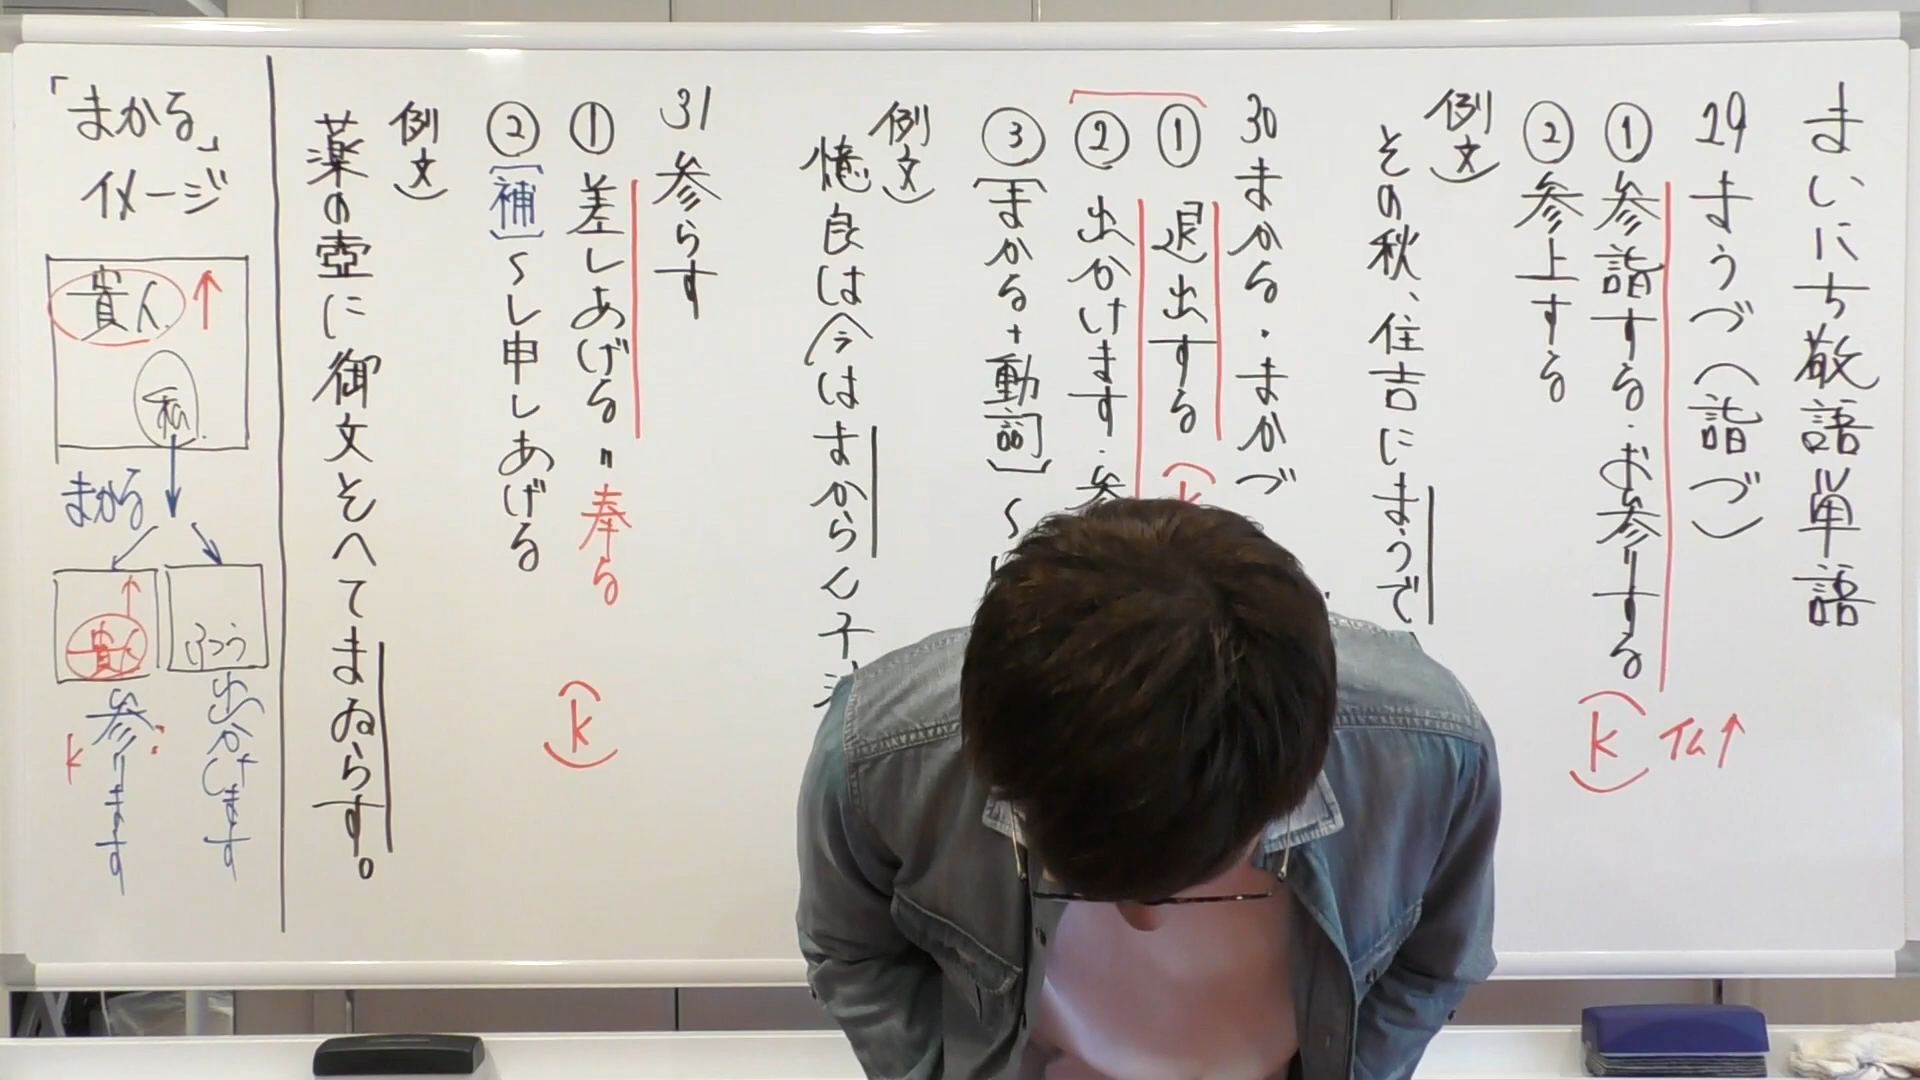 まいにち敬語単語
29 まうづ(詣づ)
① 参詣する・お参りする (k) 仏↑
② 参上する
例文)
その秋、住吉にまうで
30 まかる・まかづ
① 退出する
② 出かけます・参
③ [まかる+動詞] 〜
例文)
憶良は今はまからん子
31 参らす
① 差しあげる=奉る (k)
② [補] 〜し申しあげる
例文)
薬の壺に御文そへてまゐらす。
「まかる」
イメージ
貴人 ↑
私
まかる
ふつう
出かけます
貴人 ↑
参ります
k